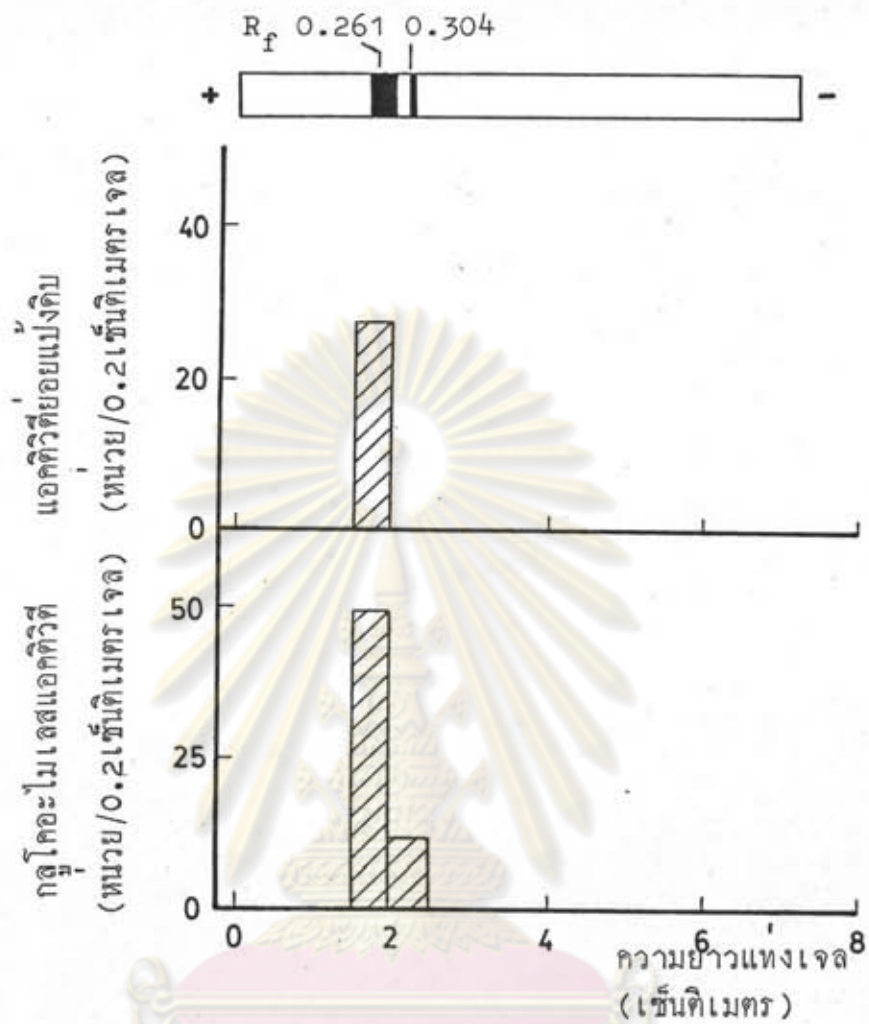 R_f 0.261 0.304
+ -
แอคติวิตีย่อยแป้งดิบ
(หน่วย/0.2เซ็นติเมตรเจล)
40
20
0
กลูโคอะไมเลสแอคติวิตี
(หน่วย/0.2เซ็นติเมตรเจล)
50
25
0
0 2 4 6 8
ความยาวแท่งเจล
(เซ็นติเมตร)